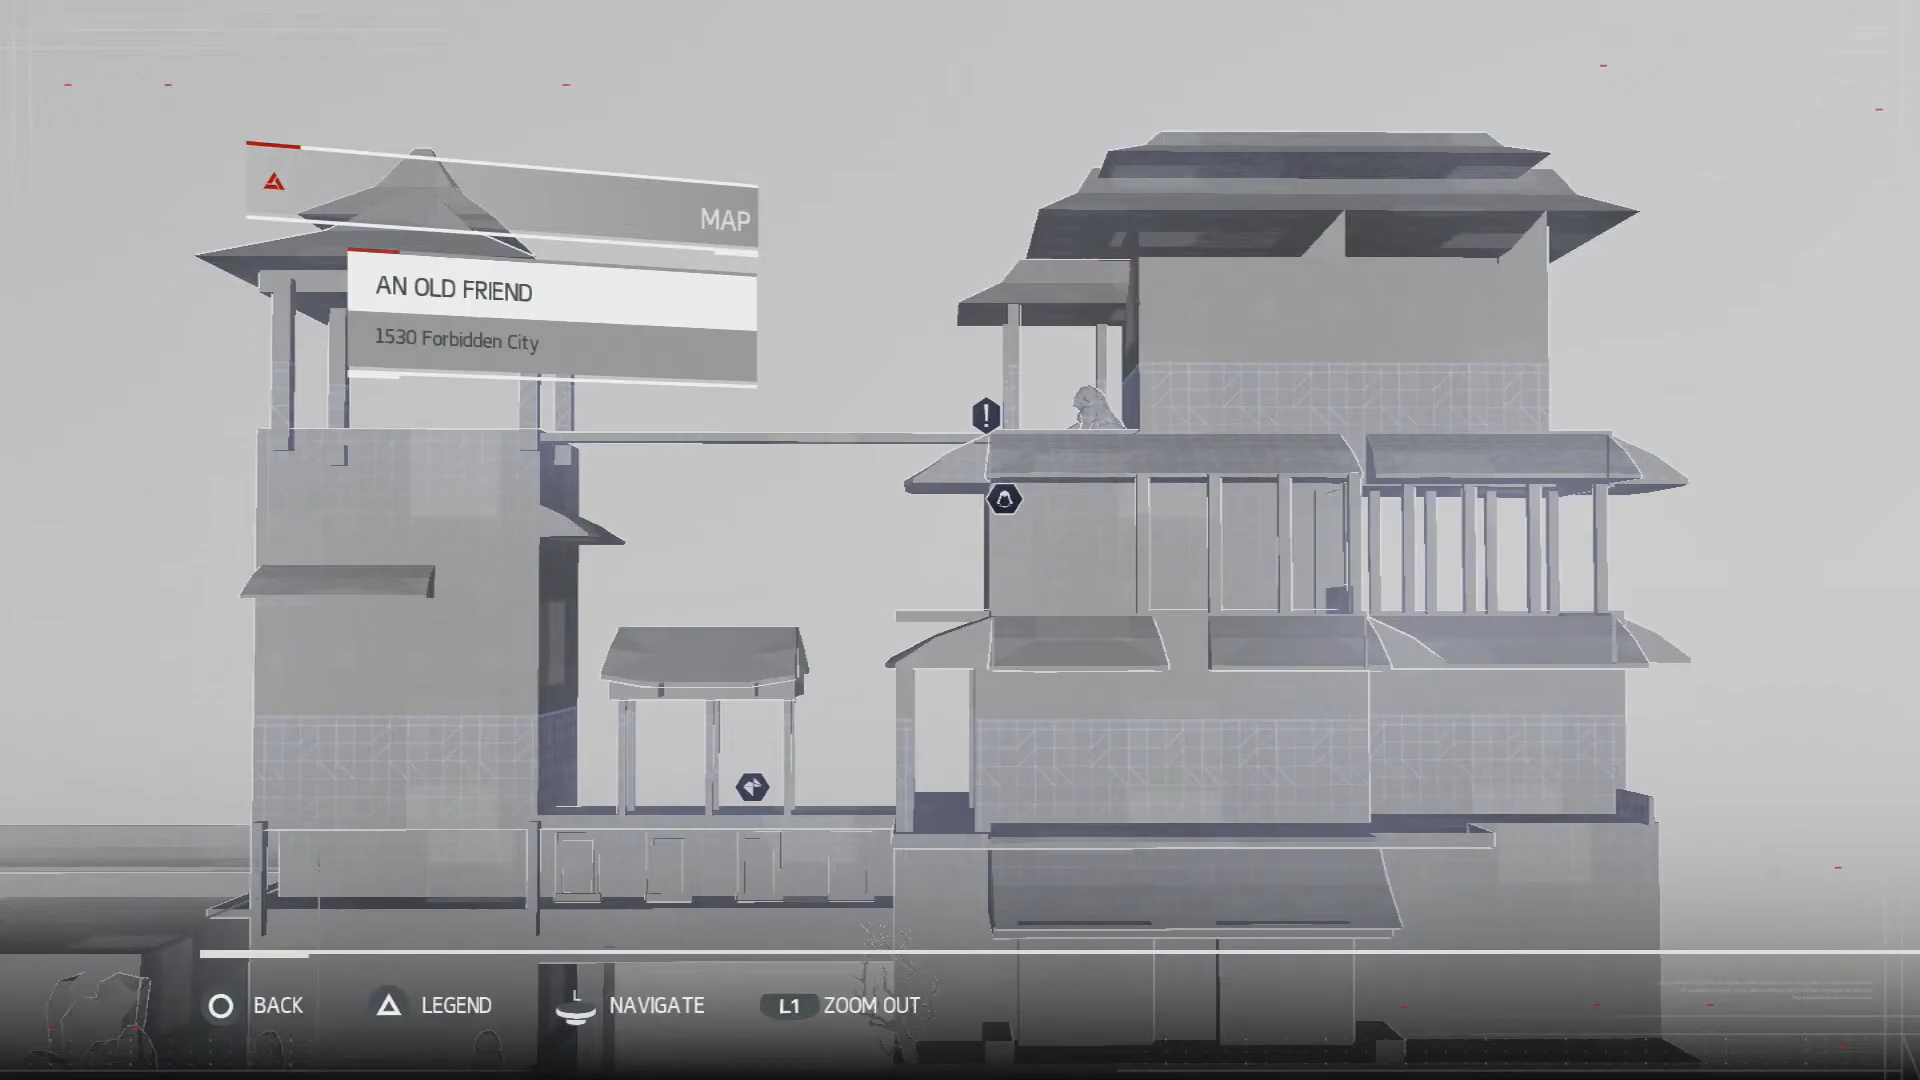 MAP
AN OLD FRIEND
1530 Forbidden City
BACK
LEGEND
L
NAVIGATE
L1
ZOOM OUT